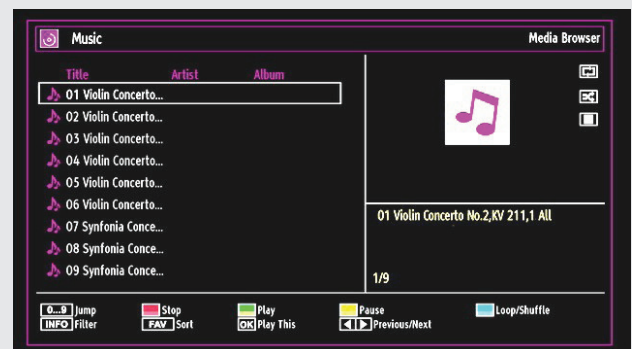 Music
Media Browser
Title Artist Album
01 Violin Concerto...
02 Violin Concerto...
03 Violin Concerto...
04 Violin Concerto...
05 Violin Concerto...
06 Violin Concerto...
07 Synfonia Conce...
08 Synfonia Conce...
09 Synfonia Conce...
01 Violin Concerto No.2,KV 211,1 All
1/9
0...9 Jump Stop Play Pause Loop/Shuffle
INFO Filter FAV Sort OK Play This Previous/Next